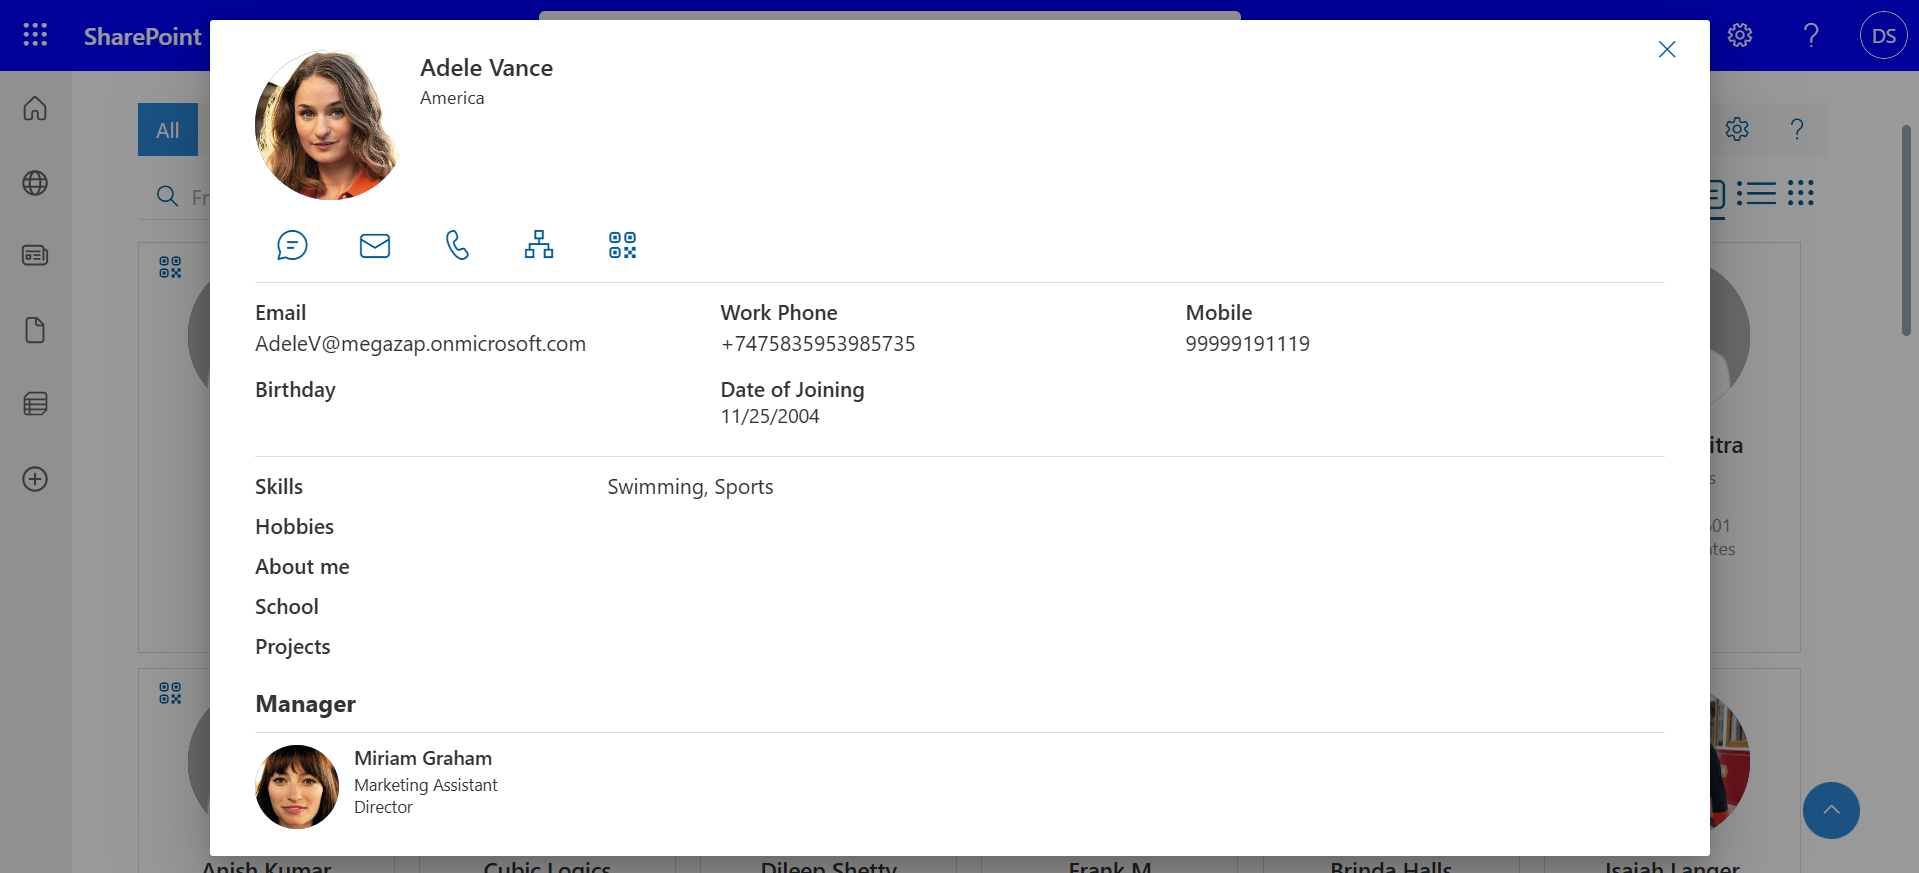 SharePoint
DS
All
Fr
Adele Vance
America
Email
AdeleV@megazap.onmicrosoft.com
Work Phone
+7475835953985735
Mobile
99999191119
Birthday
Date of Joining
11/25/2004
Skills
Swimming, Sports
Hobbies
About me
School
Projects
Manager
Miriam Graham
Marketing Assistant
Director
itra
s
01
ates
Anish Kumar
Cubic Logics
Dileep Shetty
Frank M
Brinda Halls
Isaiah Langer